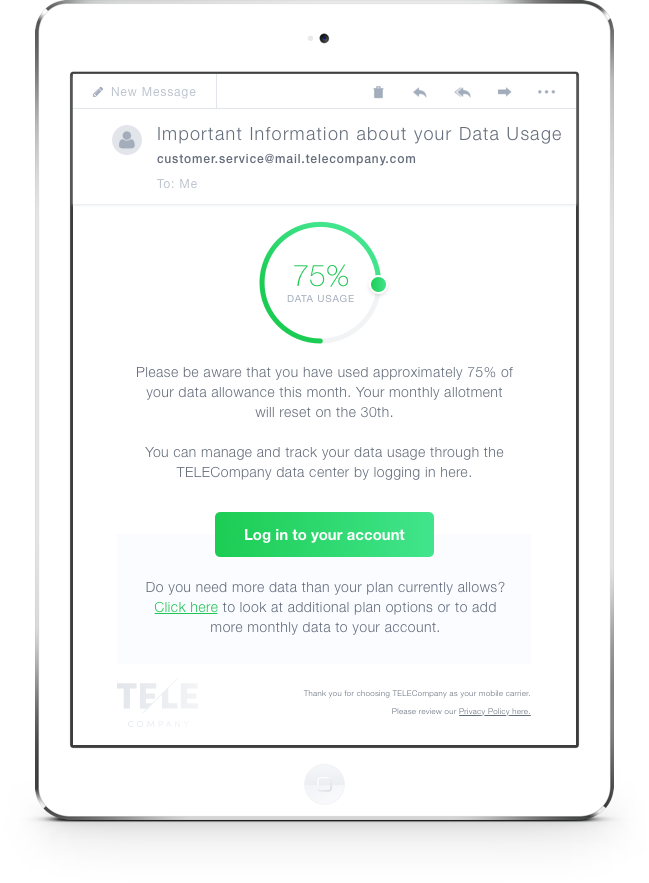 New Message
Important Information about your Data Usage
customer.service@mail.telecompany.com
To: Me
75%
DATA USAGE
Please be aware that you have used approximately 75% of
your data allowance this month. Your monthly allotment
will reset on the 30th.
You can manage and track your data usage through the
TELECompany data center by logging in here.
Log in to your account
Do you need more data than your plan currently allows?
Click here to look at additional plan options or to add
more monthly data to your account.
TELE
COMPANY
Thank you for choosing TELECompany as your mobile carrier.
Please review our Privacy Policy here.